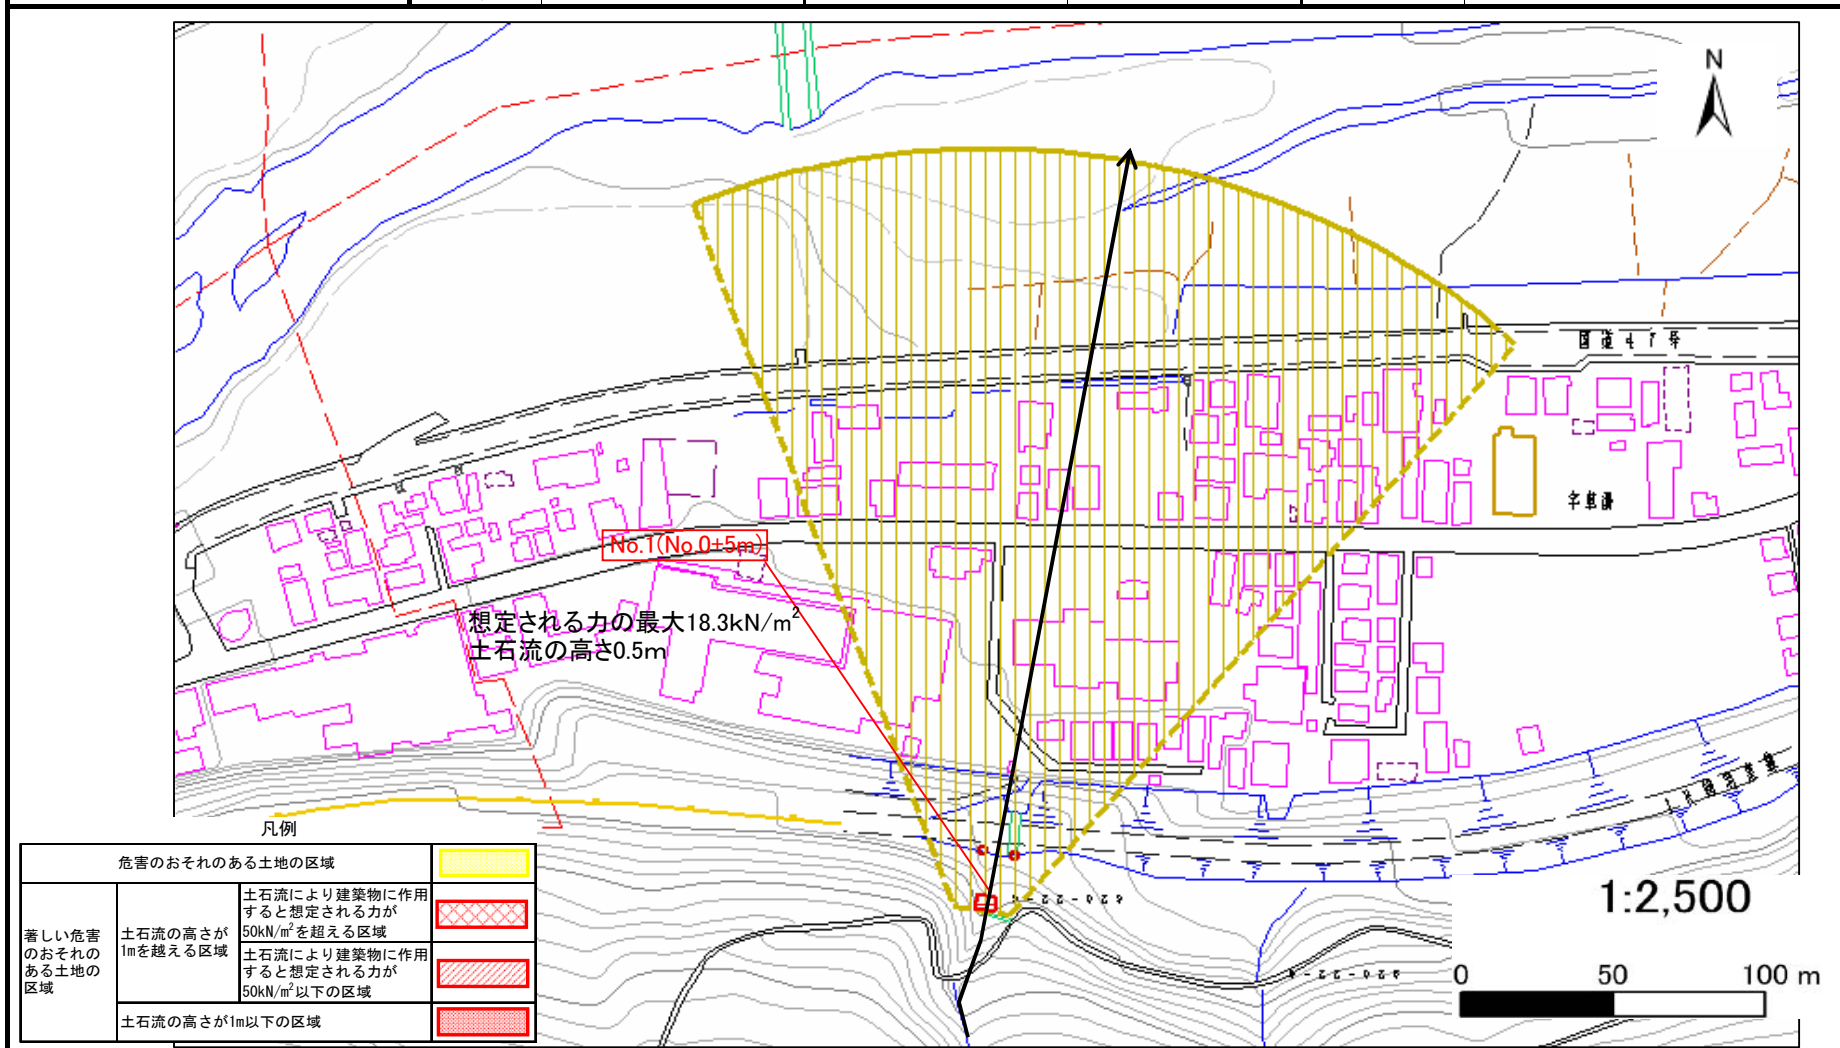 N
国道47号
No.1(No.0+5m)
想定される力の最大18.3kN/m²
土石流の高さ0.5m
凡例
危害のおそれのある土地の区域
著しい危害
のおそれの
ある土地の
区域
土石流の高さが
1mを越える区域
土石流により建築物に作用
すると想定される力が
50kN/m²を超える区域
土石流により建築物に作用
すると想定される力が
50kN/m²以下の区域
土石流の高さが1m以下の区域
1:2,500
0 50 100 m